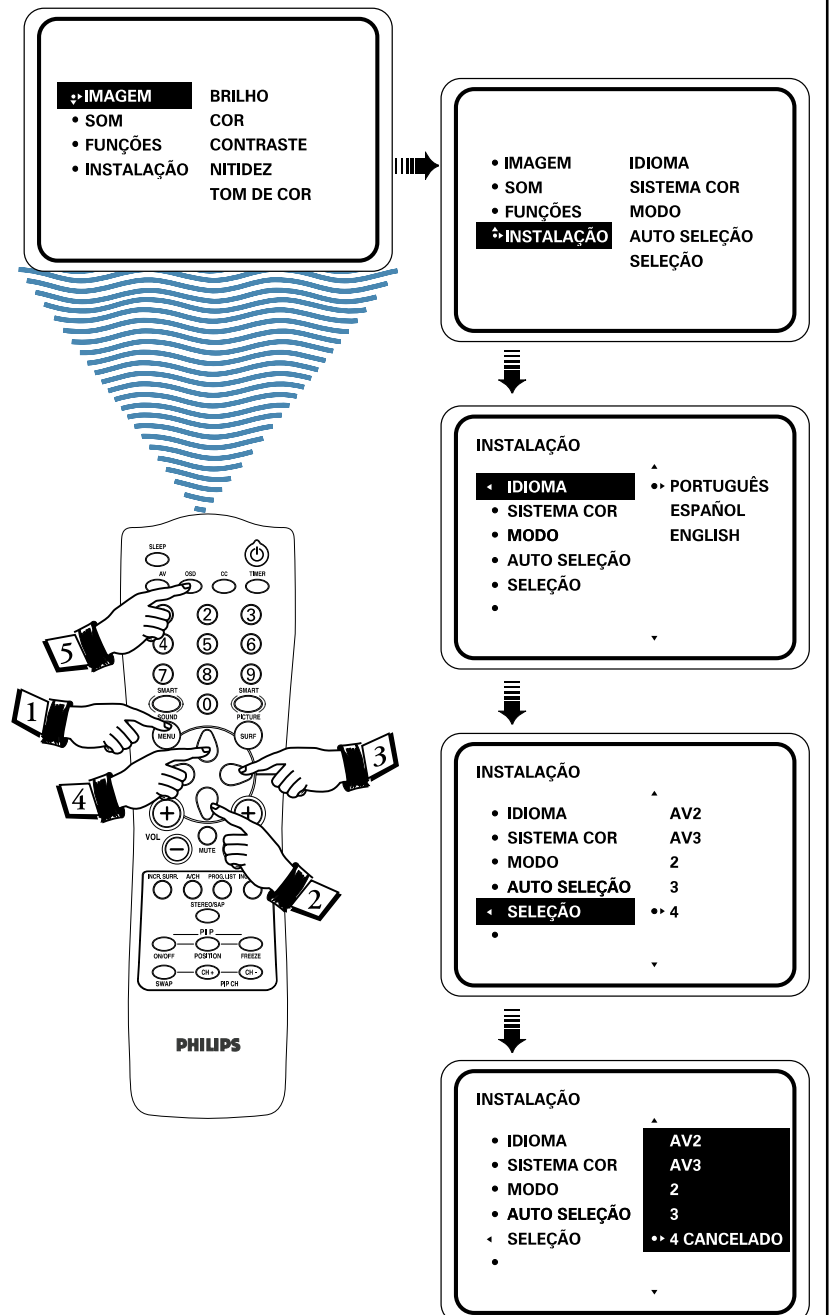 IMAGEM BRILHO
• SOM COR
• FUNÇÕES CONTRASTE
• INSTALAÇÃO NITIDEZ
TOM DE COR
• IMAGEM IDIOMA
• SOM SISTEMA COR
• FUNÇÕES MODO
INSTALAÇÃO AUTO SELEÇÃO
SELEÇÃO
INSTALAÇÃO
IDIOMA PORTUGUÊS
• SISTEMA COR ESPAÑOL
• MODO ENGLISH
• AUTO SELEÇÃO
• SELEÇÃO
•
INSTALAÇÃO
• IDIOMA AV2
• SISTEMA COR AV3
• MODO 2
• AUTO SELEÇÃO 3
SELEÇÃO 4
•
INSTALAÇÃO
• IDIOMA AV2
• SISTEMA COR AV3
• MODO 2
• AUTO SELEÇÃO 3
SELEÇÃO 4 CANCELADO
•
SLEEP
AV OSD CC TIMER
2 3
4 5 6
5
7 8 9
SMART 0 SMART
SOUND PICTURE
1
MENU SURF
3
4
+ +
VOL
− MUTE
2
INCR. SURR. A/CH PROG.LIST
STEREO/SAP
PIP
ON/OFF POSITION FREEZE
CH + CH -
SWAP PIP CH
PHILIPS